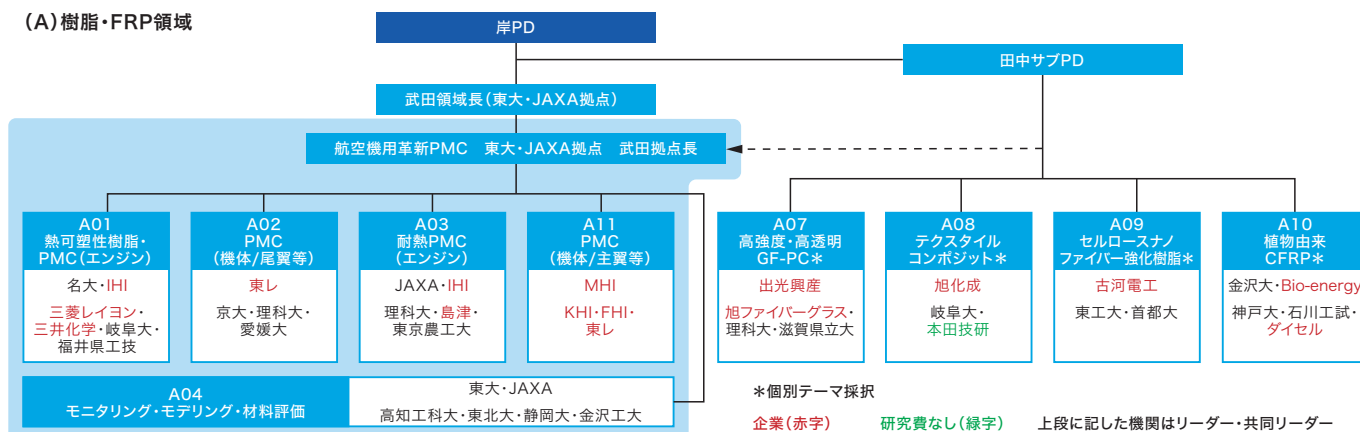 (A)樹脂・FRP領域
岸PD
田中サブPD
武田領域長(東大・JAXA拠点)
航空機用革新PMC 東大・JAXA拠点 武田拠点長
A01
熱可塑性樹脂・
PMC(エンジン)
名大・IHI
三菱レイヨン・
三井化学・岐阜大・
福井県工技
A02
PMC
(機体/尾翼等)
東レ
京大・理科大・
愛媛大
A03
耐熱PMC
(エンジン)
JAXA・IHI
理科大・島津・
東京農工大
A11
PMC
(機体/主翼等)
MHI
KHI・FHI・
東レ
A07
高強度・高透明
GF-PC*
出光興産
旭ファイバーグラス・
理科大・滋賀県立大
A08
テクスタイル
コンポジット*
旭化成
岐阜大・
本田技研
A09
セルロースナノ
ファイバー強化樹脂*
古河電工
東工大・首都大
A10
植物由来
CFRP*
金沢大・Bio-energy
神戸大・石川工試・
ダイセル
A04
モニタリング・モデリング・材料評価
東大・JAXA
高知工科大・東北大・静岡大・金沢工大
*個別テーマ採択
企業(赤字) 研究費なし(緑字) 上段に記した機関はリーダー・共同リーダー